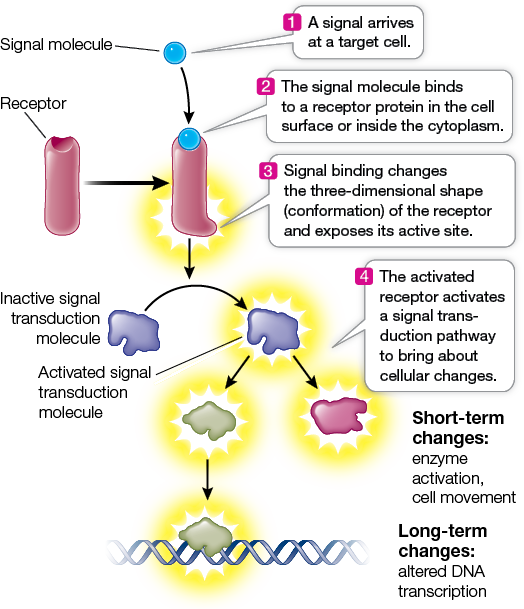 1 A signal arrives
at a target cell.
Signal molecule
2 The signal molecule binds
to a receptor protein in the cell
surface or inside the cytoplasm.
Receptor
3 Signal binding changes
the three-dimensional shape
(conformation) of the receptor
and exposes its active site.
4 The activated
receptor activates
a signal trans-
duction pathway
to bring about
cellular changes.
Inactive signal
transduction
molecule
Activated signal
transduction
molecule
Short-term
changes:
enzyme
activation,
cell movement
Long-term
changes:
altered DNA
transcription